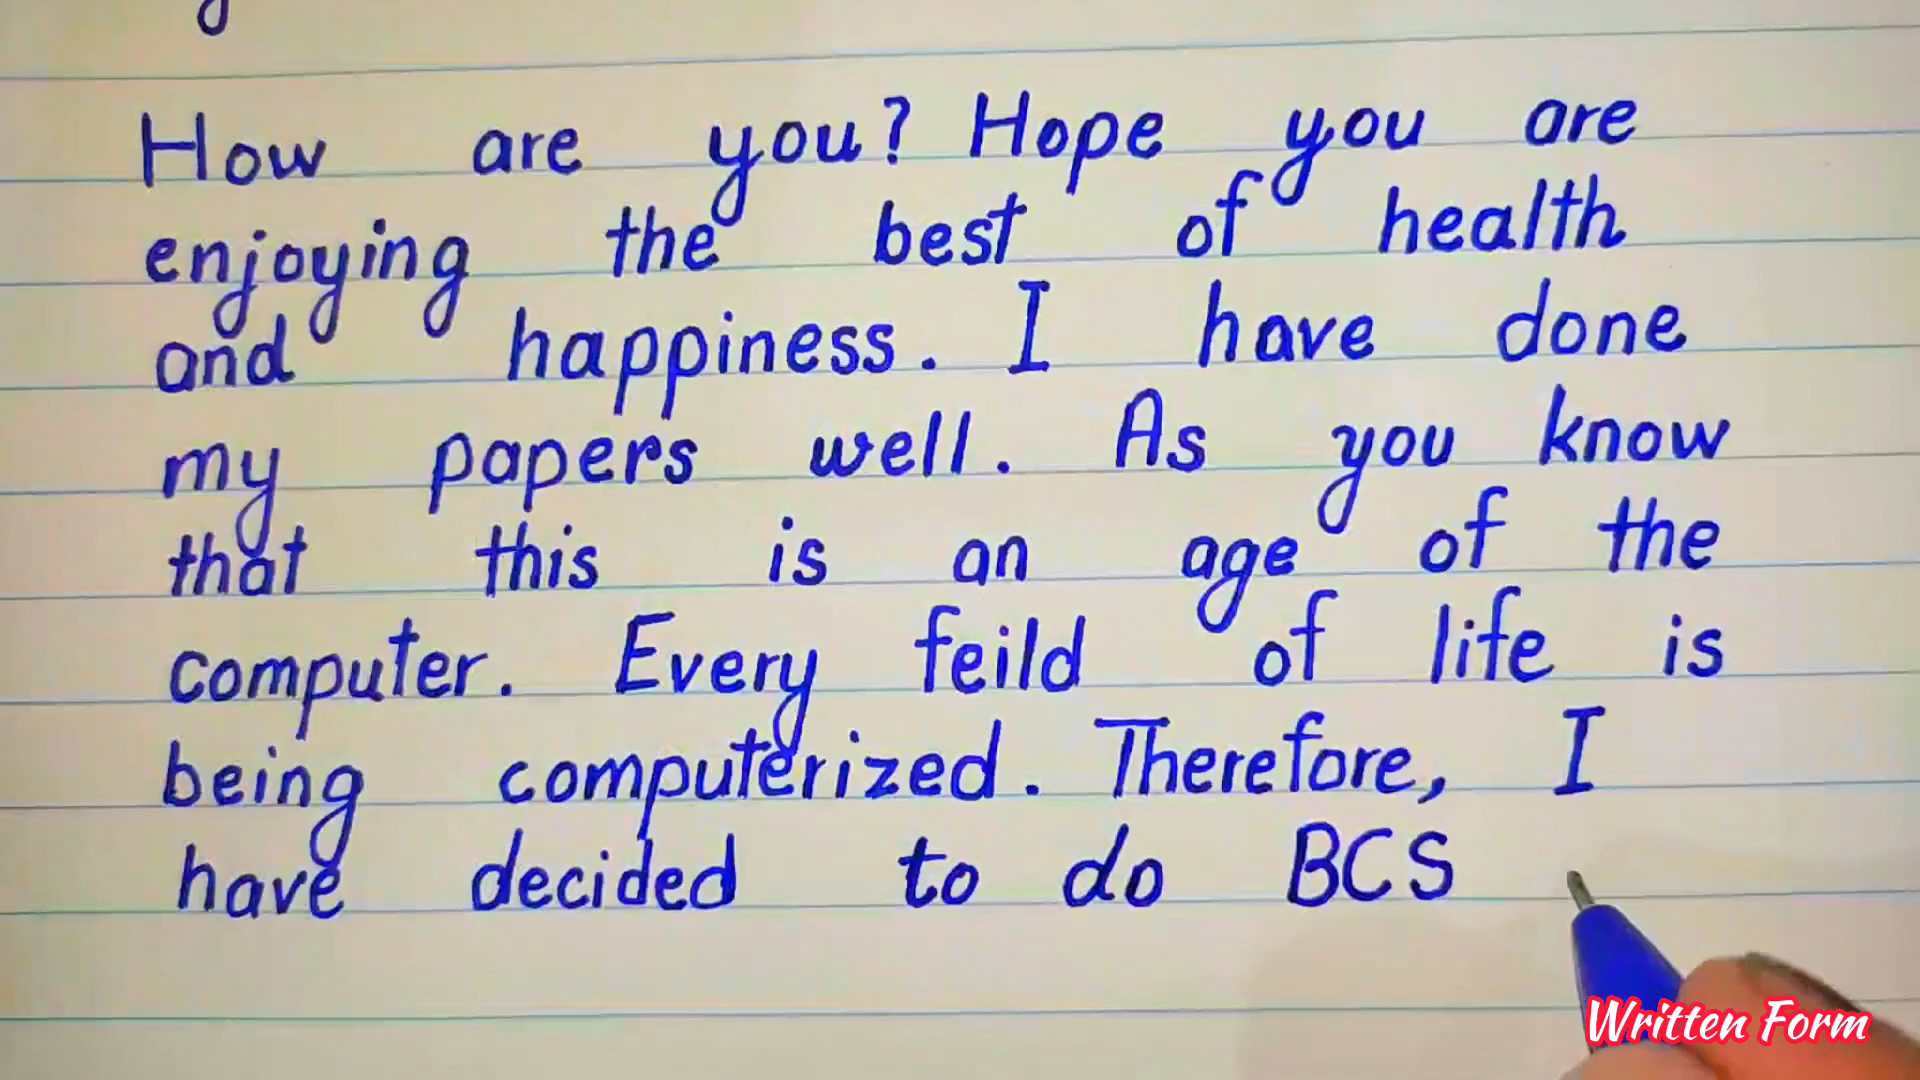 How are you? Hope you are
enjoying the best of health
and happiness. I have done
my papers well. As you know
that this is an age of the
computer. Every feild of life is
being computerized. Therefore, I
have decided to do BCS
Written Form